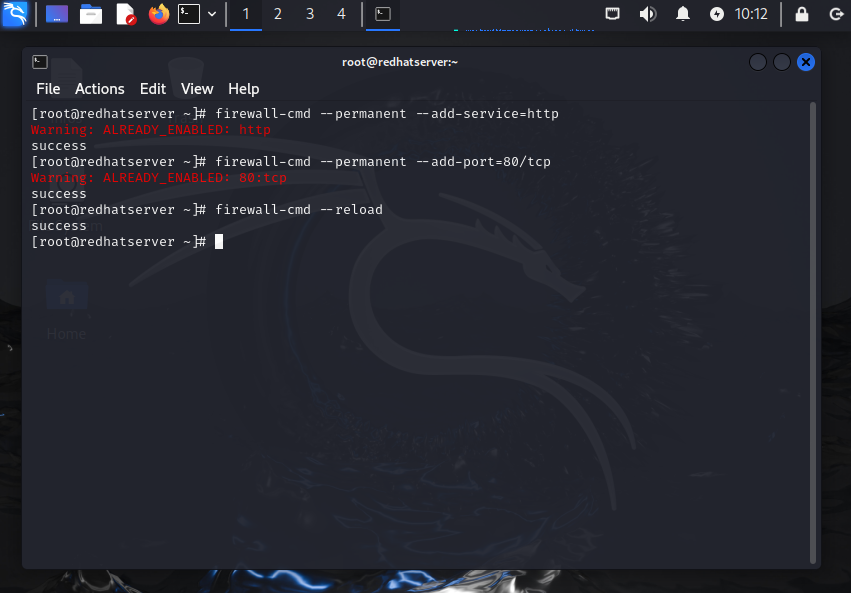 1 2 3 4 10:12
root@redhatserver:~
File Actions Edit View Help
[root@redhatserver ~]# firewall-cmd --permanent --add-service=http
Warning: ALREADY_ENABLED: http
success
[root@redhatserver ~]# firewall-cmd --permanent --add-port=80/tcp
Warning: ALREADY_ENABLED: 80:tcp
success
[root@redhatserver ~]# firewall-cmd --reload
success
[root@redhatserver ~]#
Home